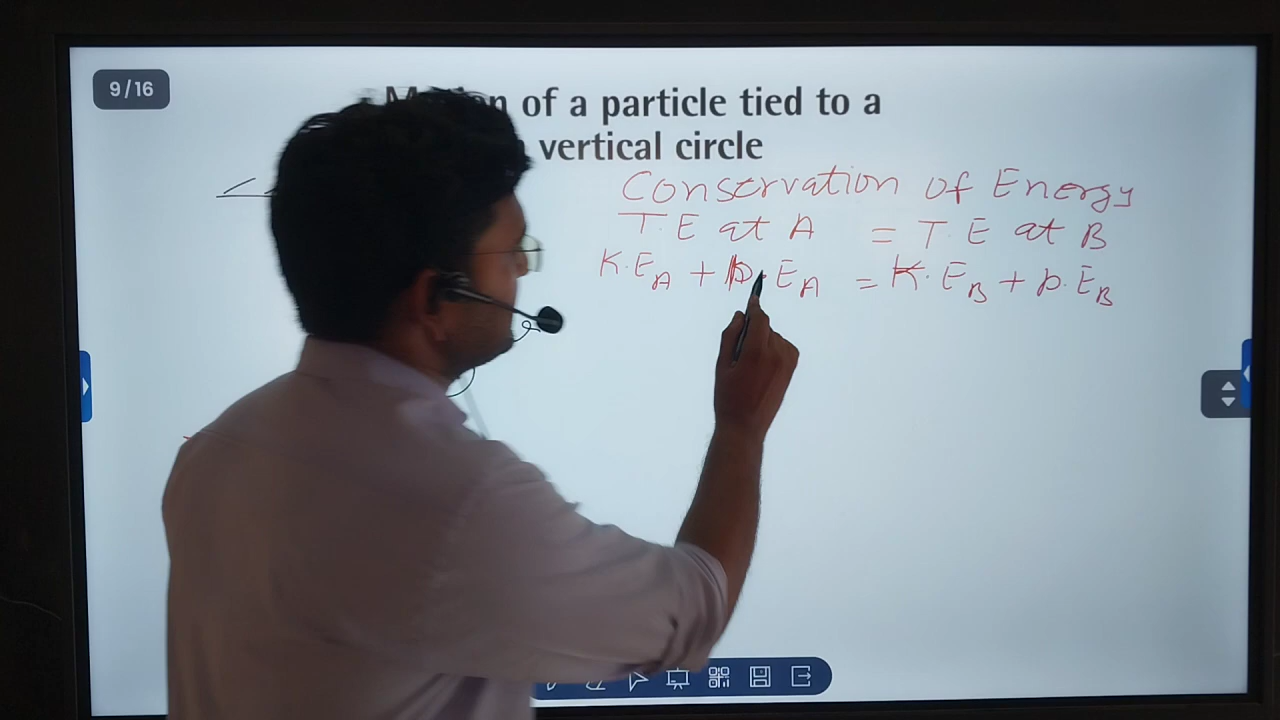 9/16
of a particle tied to a
vertical circle
Conservation of Energy
T.E at A = T.E at B
K.E_A + p.E_A = K.E_B + p.E_B